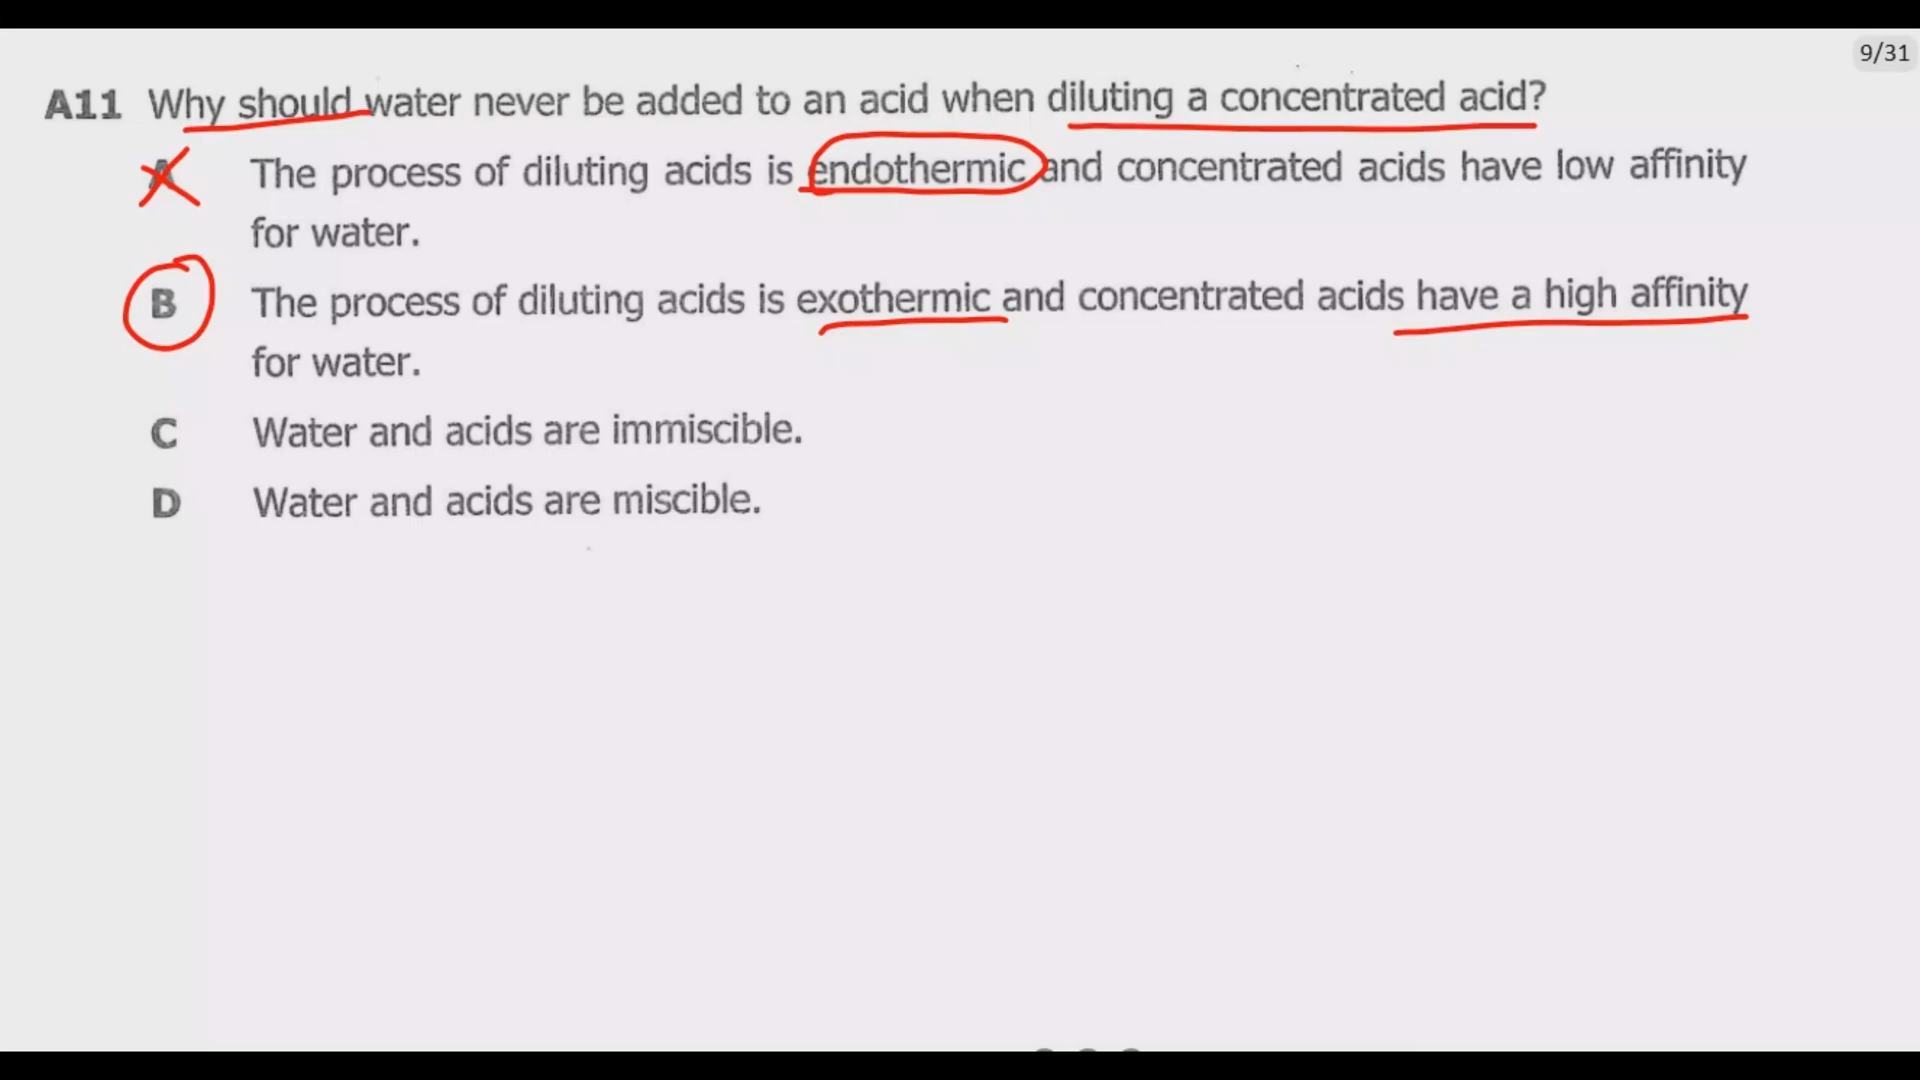 9/31
A11 Why should water never be added to an acid when diluting a concentrated acid?
A The process of diluting acids is endothermic and concentrated acids have low affinity
for water.
B The process of diluting acids is exothermic and concentrated acids have a high affinity
for water.
C Water and acids are immiscible.
D Water and acids are miscible.